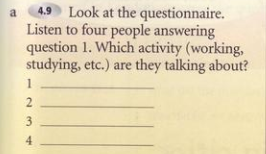 a 4.9 Look at the questionnaire.
Listen to four people answering
question 1. Which activity (working,
studying, etc.) are they talking about?
1
2
3
4